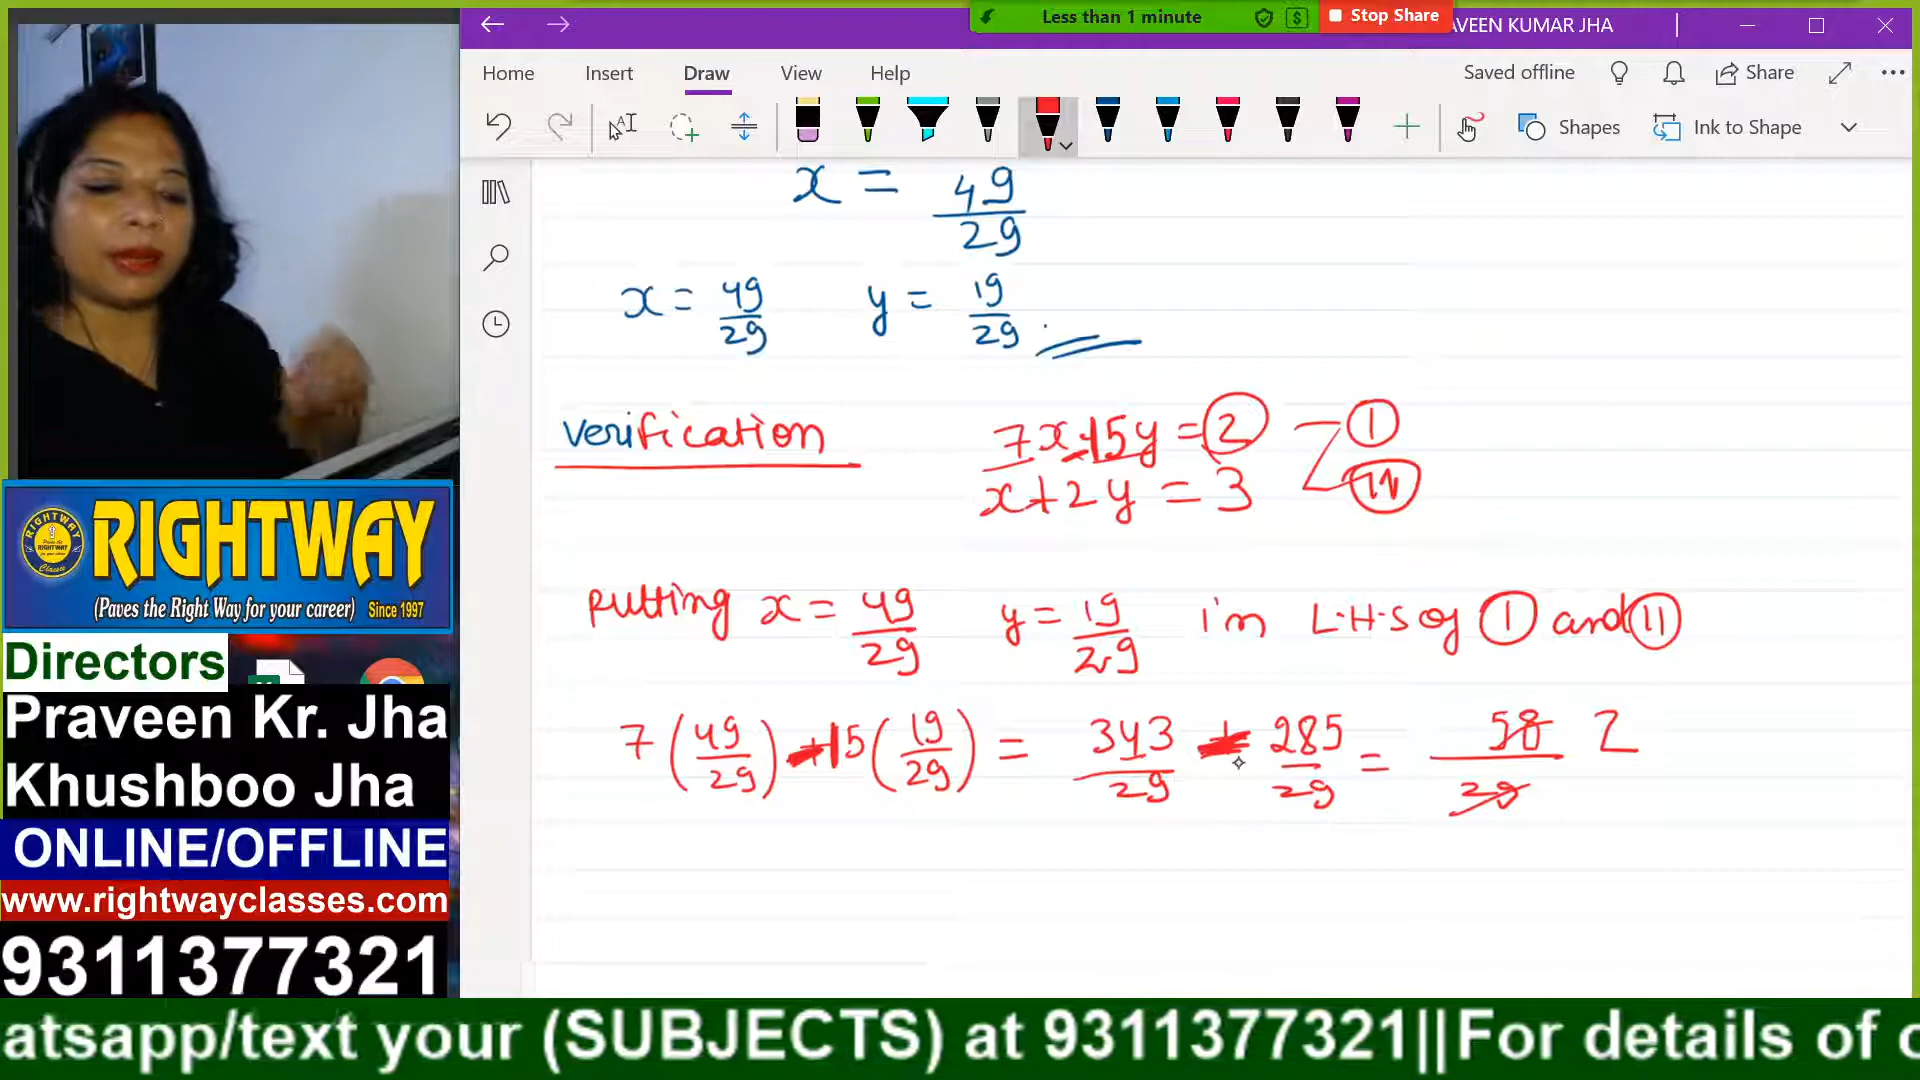 Less than 1 minute
Stop Share
AVEEN KUMAR JHA
Home Insert Draw View Help
Saved offline
Share
Shapes
Ink to Shape
x = 49/29
x = 49/29 y = 19/29
Verification
7x-15y = 2 I
x+2y = 3 II
Putting x = 49/29 y = 19/29 in L.H.S of I and II
7(49/29) - 15(19/29) = 343/29 - 285/29 = 58/29 2
RIGHTWAY
(Paves the Right Way for your career) Since 1997
Directors
Praveen Kr. Jha
Khushboo Jha
ONLINE/OFFLINE
www.rightwayclasses.com
9311377321
atsapp/text your (SUBJECTS) at 9311377321||For details of c